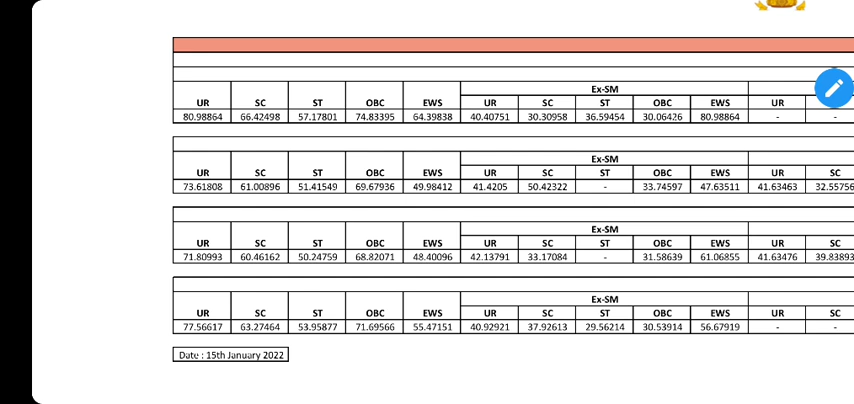 Ex-SM
UR SC ST OBC EWS UR SC ST OBC EWS UR
80.98864 66.42498 57.17801 74.83395 64.39838 40.40751 30.30958 36.59454 30.06426 80.98864 - -
Ex-SM
UR SC ST OBC EWS UR SC ST OBC EWS UR SC
73.61808 61.00896 51.41549 69.67936 49.98412 41.4205 50.42322 - 33.74597 47.63511 41.63463 32.55756
Ex-SM
UR SC ST OBC EWS UR SC ST OBC EWS UR SC
71.80993 60.46162 50.24759 68.82071 48.40096 42.13791 33.17084 - 31.58639 61.06855 41.63476 39.83893
Ex-SM
UR SC ST OBC EWS UR SC ST OBC EWS UR SC
77.56617 63.27464 53.95877 71.69566 55.47151 40.92921 37.92613 29.56214 30.53914 56.67919 - -
Date : 15th January 2022